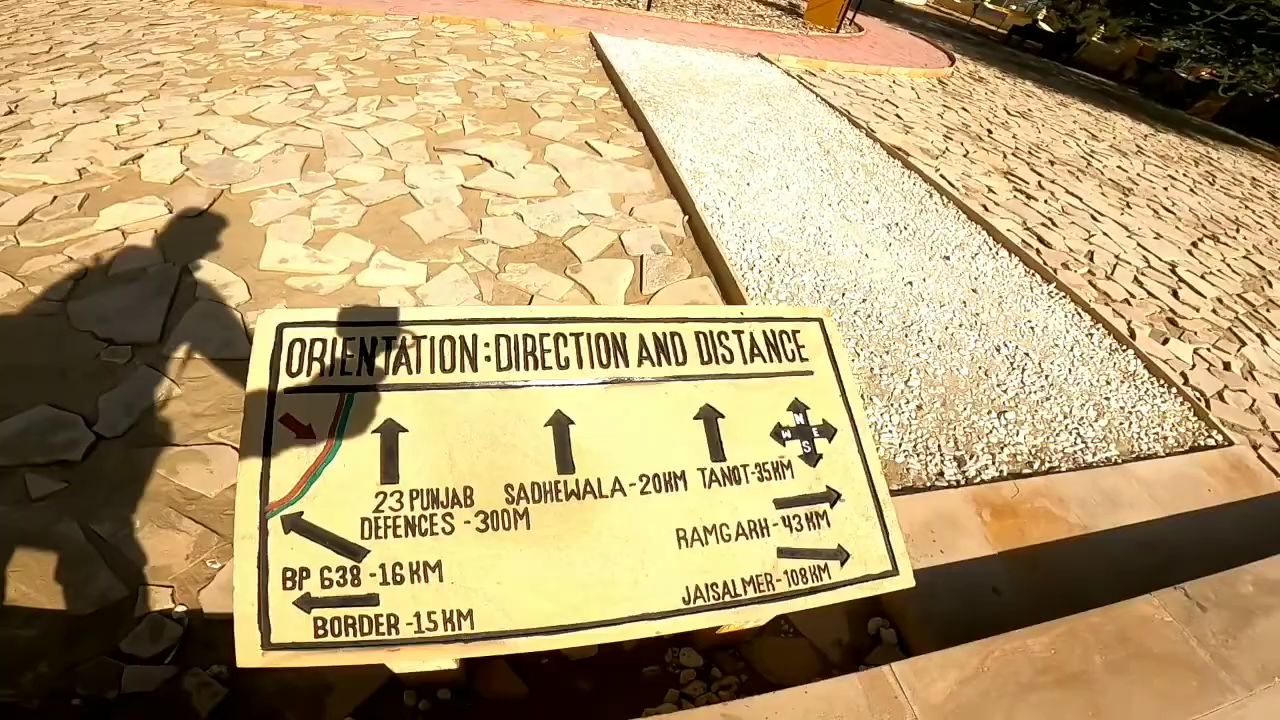 ORIENTATION:DIRECTION AND DISTANCE
N
W E
S
23 PUNJAB
DEFENCES -300M
SADHEWALA-20KM
TANOT-35KM
RAMGARH-43KM
BP 638-16KM
JAISALMER-108KM
BORDER-15KM